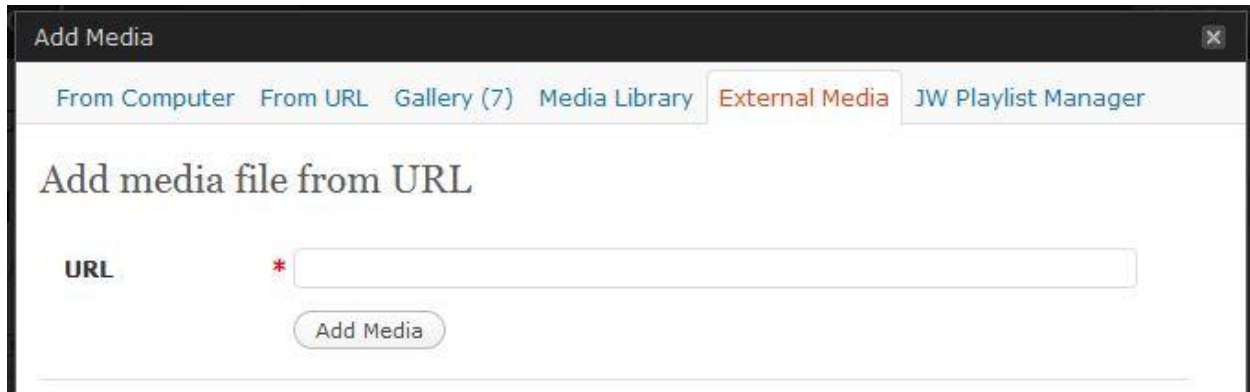 Add Media
From Computer From URL Gallery (7) Media Library External Media JW Playlist Manager
Add media file from URL
URL *
Add Media